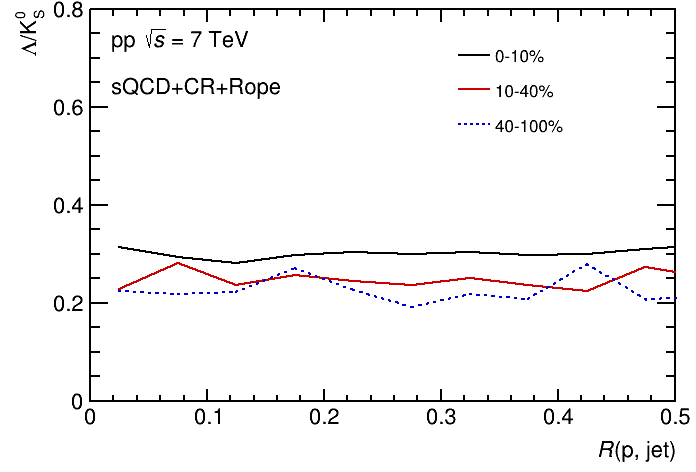 Λ/K⁰S
0.8
0.6
0.4
0.2
0
pp √s = 7 TeV
sQCD+CR+Rope
0-10%
10-40%
40-100%
0 0.1 0.2 0.3 0.4 0.5
R(p, jet)